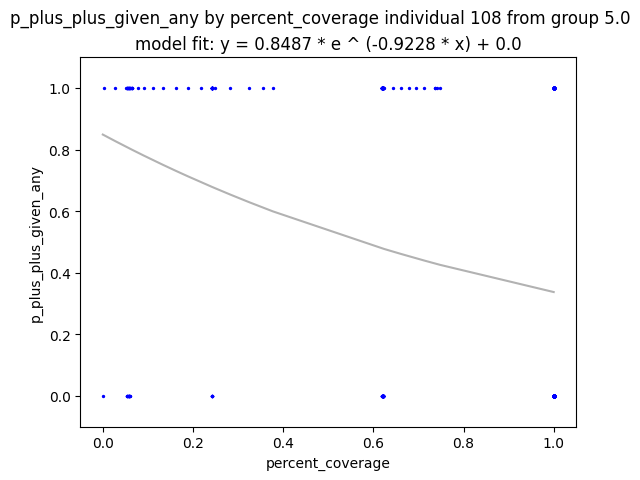 p_plus_plus_given_any by percent_coverage individual 108 from group 5.0
model fit: y = 0.8487 * e ^ (-0.9228 * x) + 0.0
1.0
0.8
0.6
0.4
0.2
0.0
p_plus_plus_given_any
0.0 0.2 0.4 0.6 0.8 1.0
percent_coverage